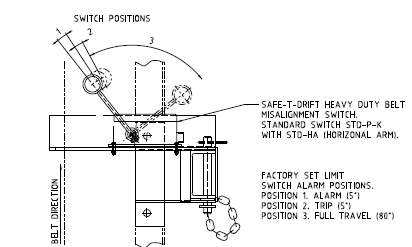 SWITCH POSITIONS
1
2
3
SAFE-T-DRIFT HEAVY DUTY BELT
MISALIGNMENT SWITCH.
STANDARD SWITCH STD-P-K
WITH STD-HA (HORIZONAL ARM).
FACTORY SET LIMIT
SWITCH ALARM POSITIONS.
POSITION 1. ALARM (5°)
POSITION 2. TRIP (5°)
POSITION 3. FULL TRAVEL (80°)
BELT DIRECTION